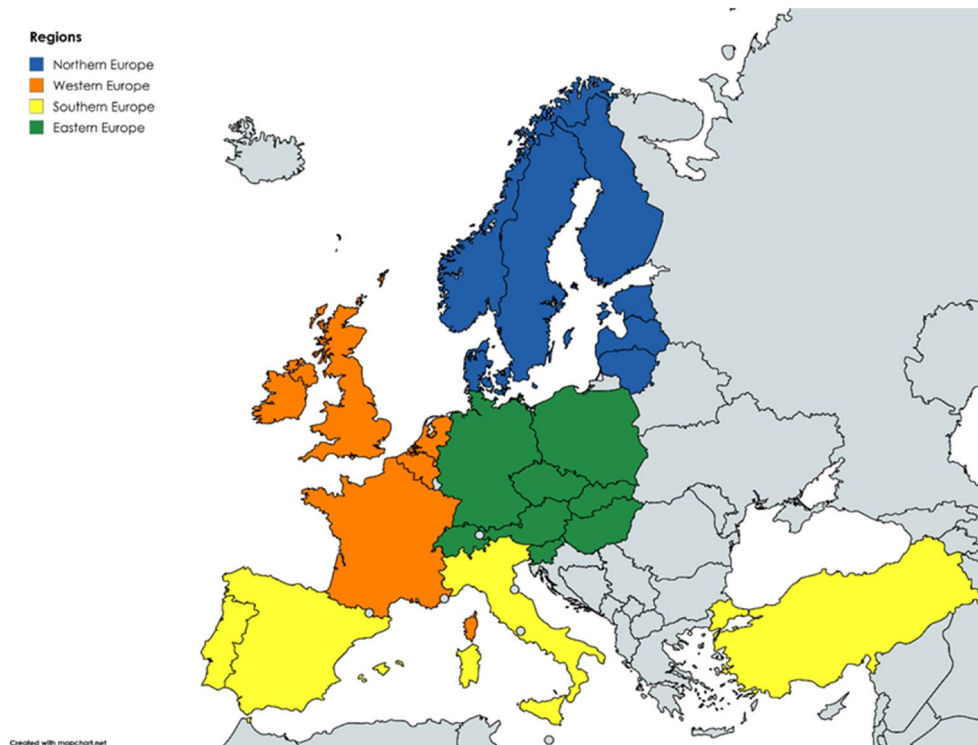 Regions
Northern Europe
Western Europe
Southern Europe
Eastern Europe
Created with mapchart.net